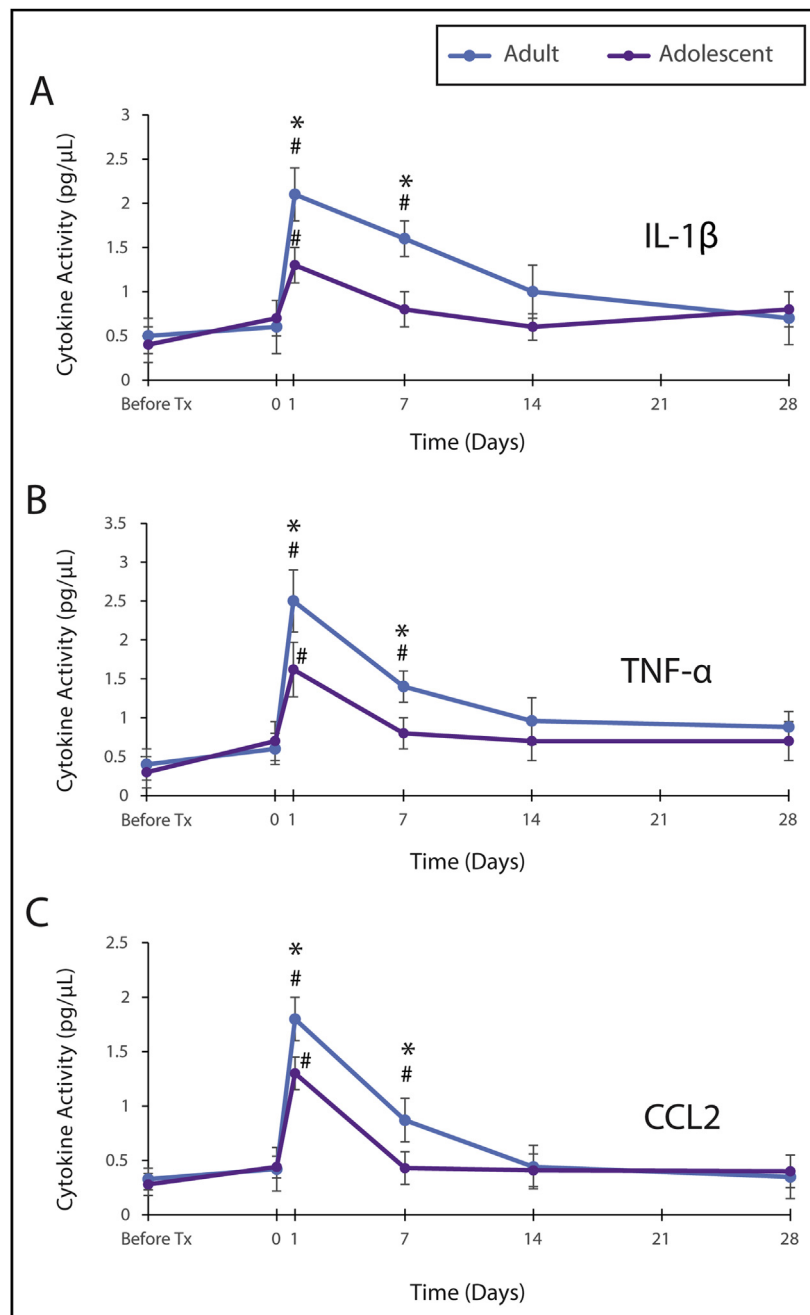 Adult Adolescent
A
Cytokine Activity (pg/μL)
3
2.5
2
1.5
1
0.5
0
*
#
#
*
#
IL-1β
Before Tx 0 1 7 14 21 28
Time (Days)
B
Cytokine Activity (pg/μL)
3.5
3
2.5
2
1.5
1
0.5
0
*
#
#
*
#
TNF-α
Before Tx 0 1 7 14 21 28
Time (Days)
C
Cytokine Activity (pg/μL)
2.5
2
1.5
1
0.5
0
*
#
#
*
#
CCL2
Before Tx 0 1 7 14 21 28
Time (Days)